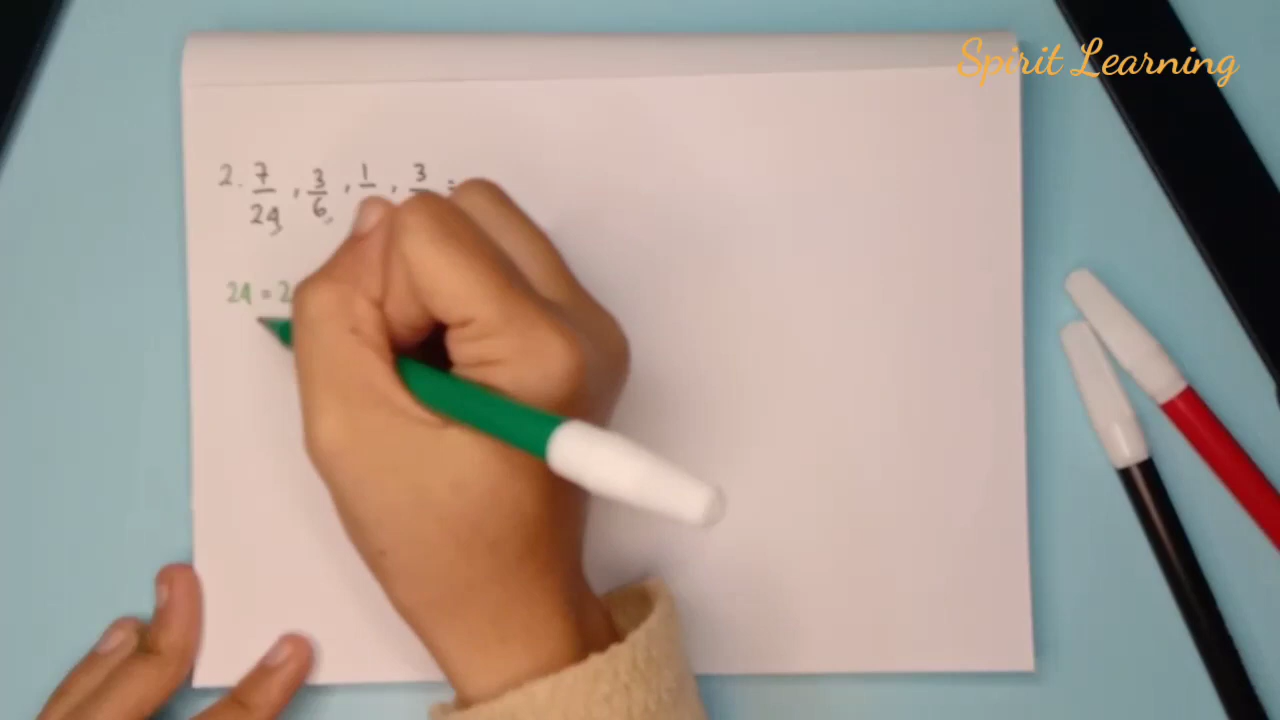 Spirit Learning
2. 7/24, 3/6, 1/, 3/ =
24 = 2